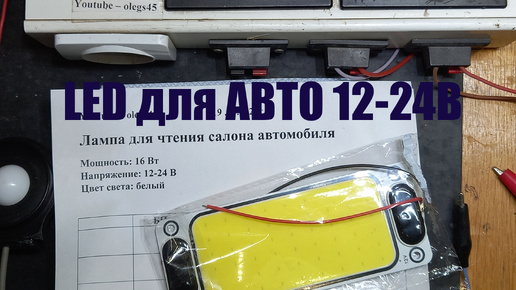 Youtube – olegs45
LED для АВТО 12-24В
Лампа для чтения салона автомобиля
Мощность: 16 Вт
Напряжение: 12-24 В
Цвет света: белый